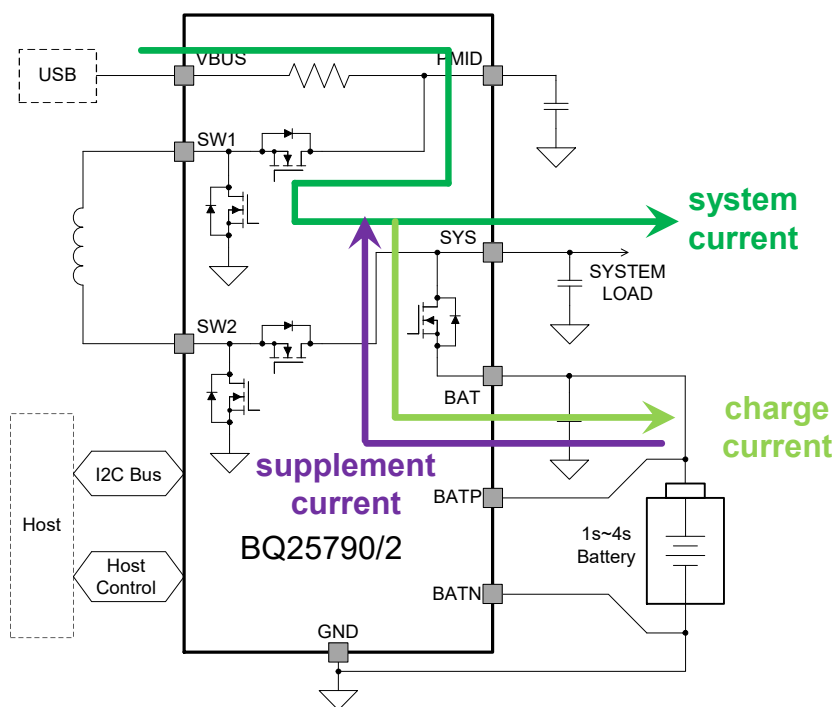 USB
VBUS
PMID
SW1
system
current
SYS
SYSTEM
LOAD
SW2
BAT
charge
current
supplement
current
I2C Bus
BATP
Host
1s~4s
Battery
BQ25790/2
Host
Control
BATN
GND